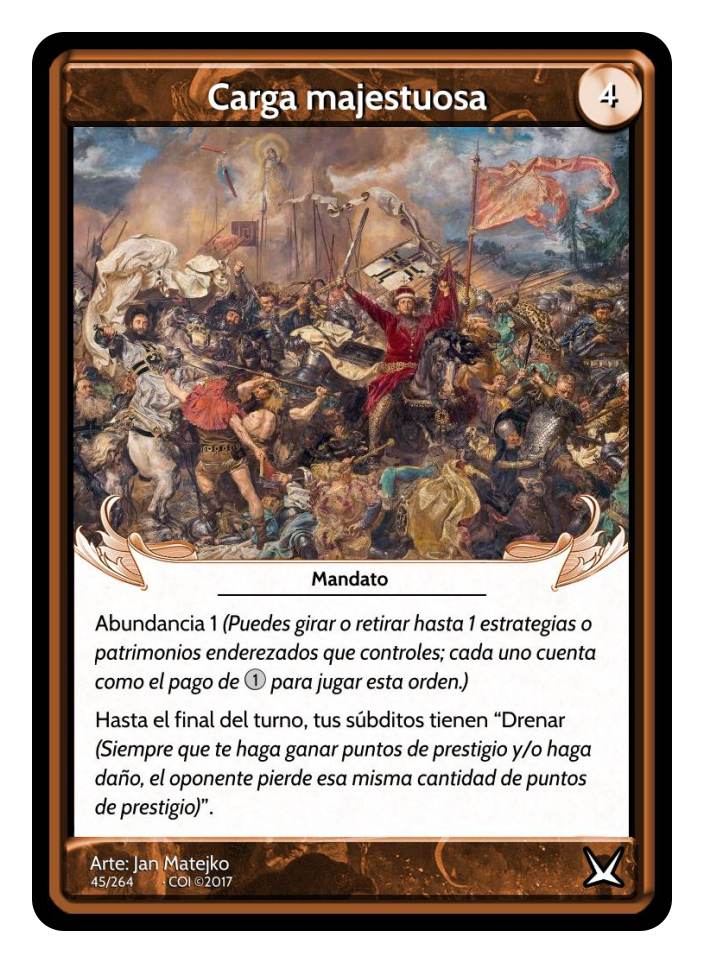 Carga majestuosa
4
Mandato
Abundancia 1 (Puedes girar o retirar hasta 1 estrategias o
patrimonios enderezados que controles; cada uno cuenta
como el pago de 1 para jugar esta orden.)
Hasta el final del turno, tus súbditos tienen “Drenar
(Siempre que te haga ganar puntos de prestigio y/o haga
daño, el oponente pierde esa misma cantidad de puntos
de prestigio)”.
Arte: Jan Matejko
45/264 · COI ©2017